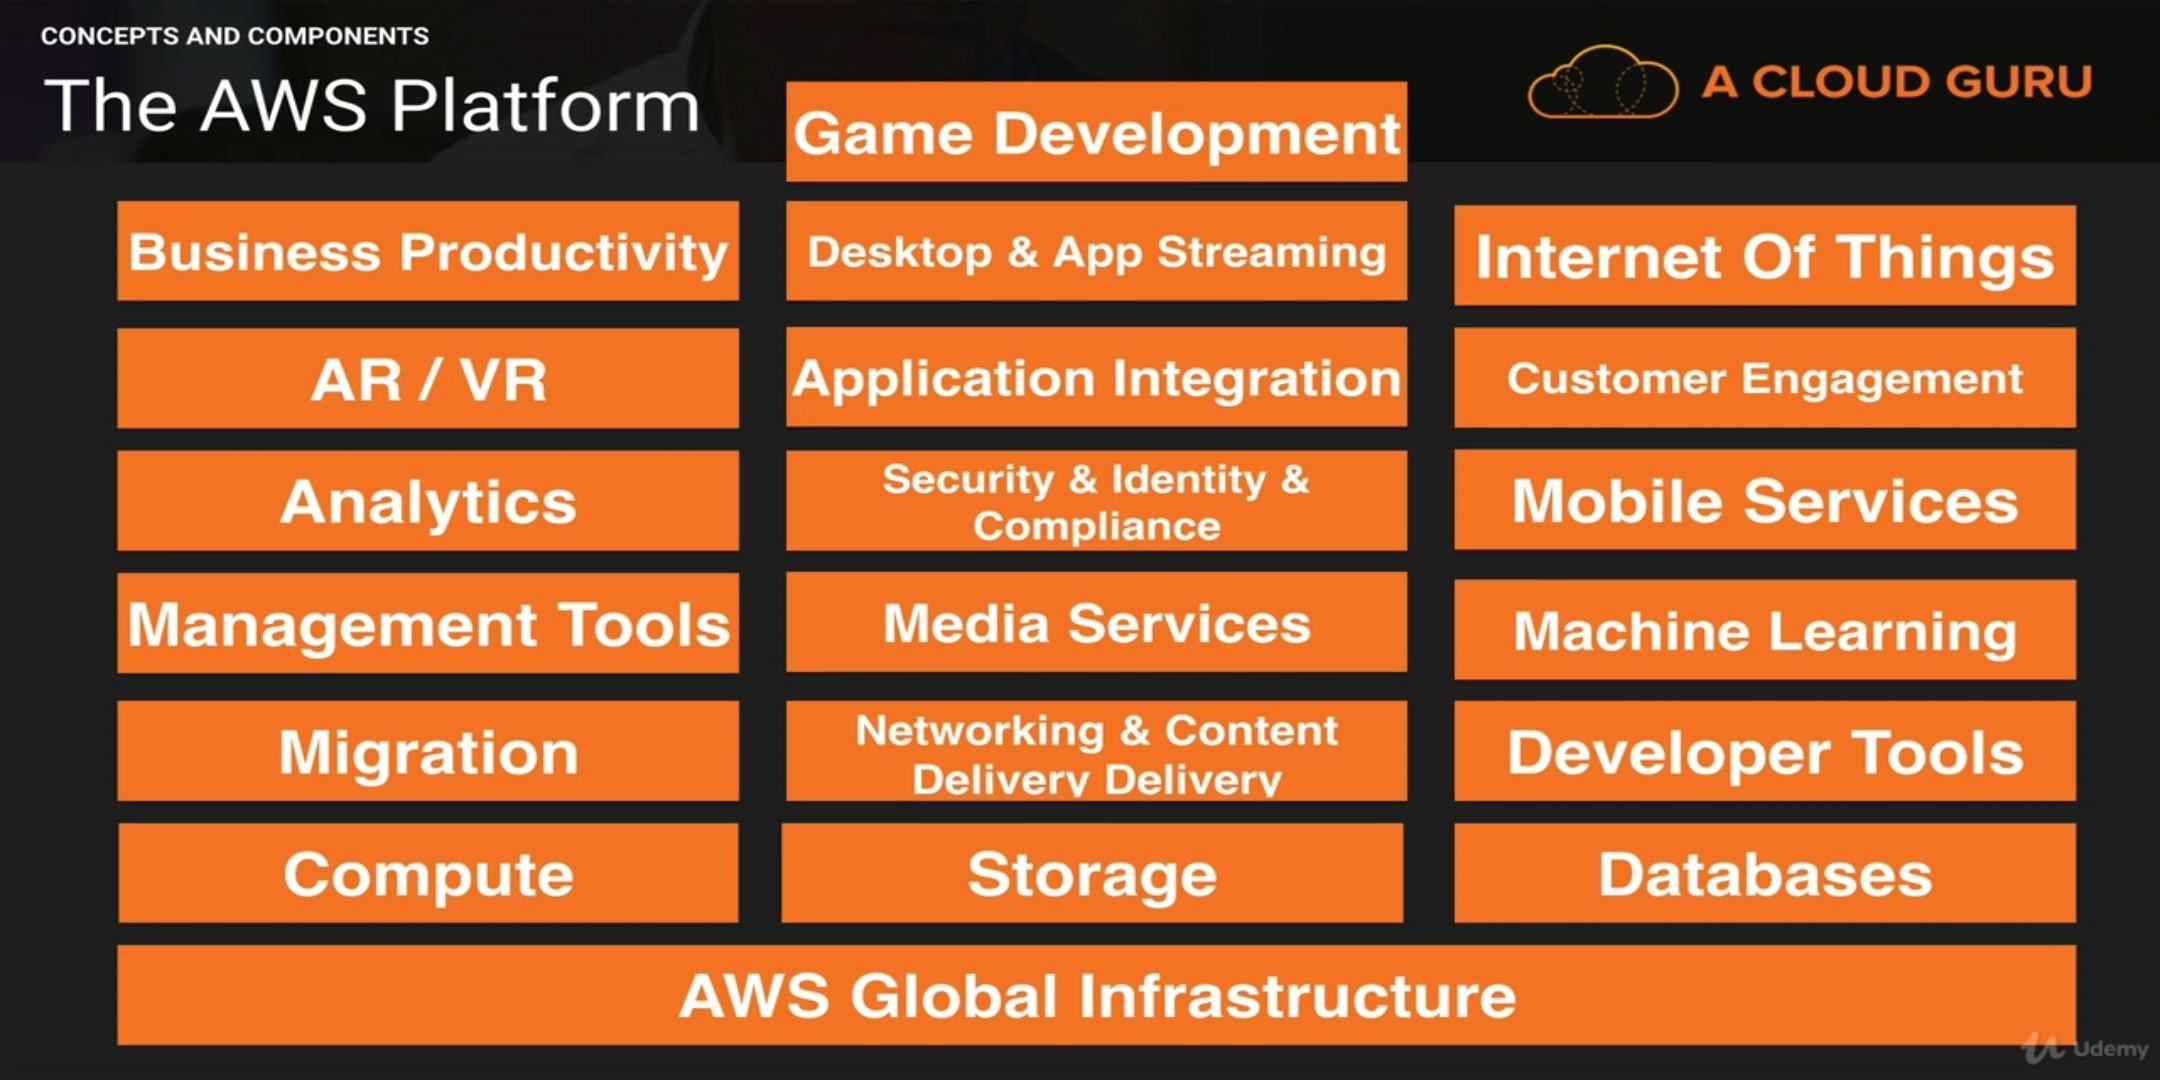 CONCEPTS AND COMPONENTS
The AWS Platform
A CLOUD GURU
Game Development
Business Productivity
Desktop & App Streaming
Internet Of Things
AR / VR
Application Integration
Customer Engagement
Analytics
Security & Identity &
Compliance
Mobile Services
Management Tools
Media Services
Machine Learning
Migration
Networking & Content
Delivery Delivery
Developer Tools
Compute
Storage
Databases
AWS Global Infrastructure
Udemy